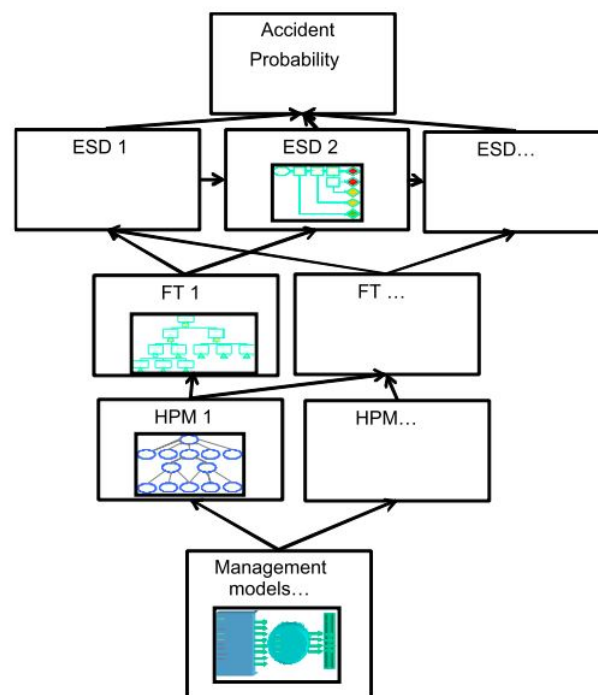 Accident
Probability
ESD 1
ESD 2
ESD...
FT 1
FT ...
HPM 1
HPM...
Management
models...